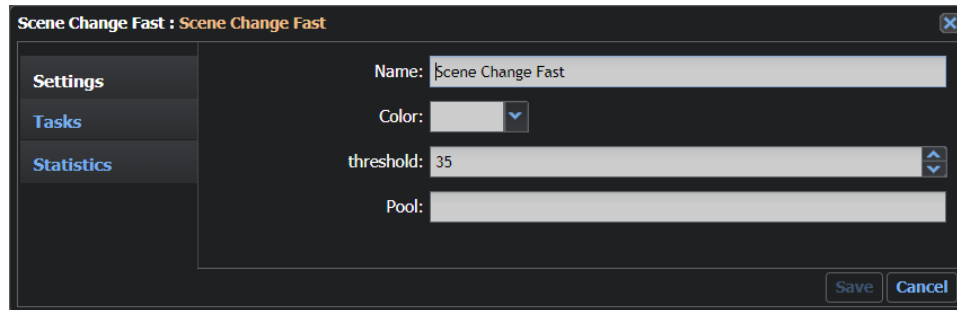 Scene Change Fast : Scene Change Fast
Settings
Tasks
Statistics
Name: Scene Change Fast
Color:
threshold: 35
Pool:
Save Cancel